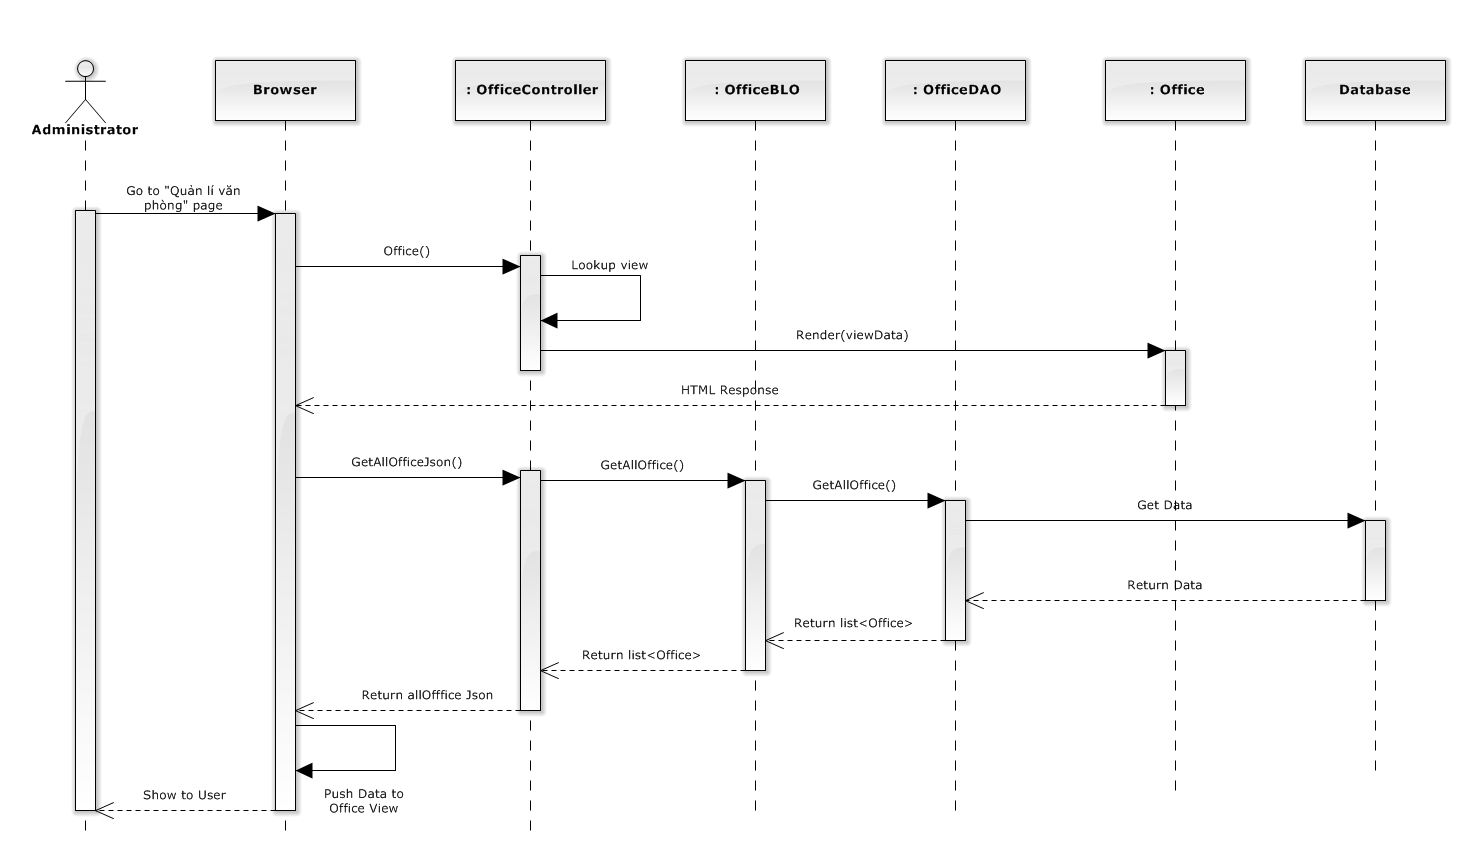 Administrator
Browser
: OfficeController
: OfficeBLO
: OfficeDAO
: Office
Database
Go to "Quản lí văn
phòng" page
Office()
Lookup view
Render(viewData)
HTML Response
GetAllOfficeJson()
GetAllOffice()
GetAllOffice()
Get Data
Return Data
Return list<Office>
Return list<Office>
Return allOfffice Json
Push Data to
Office View
Show to User